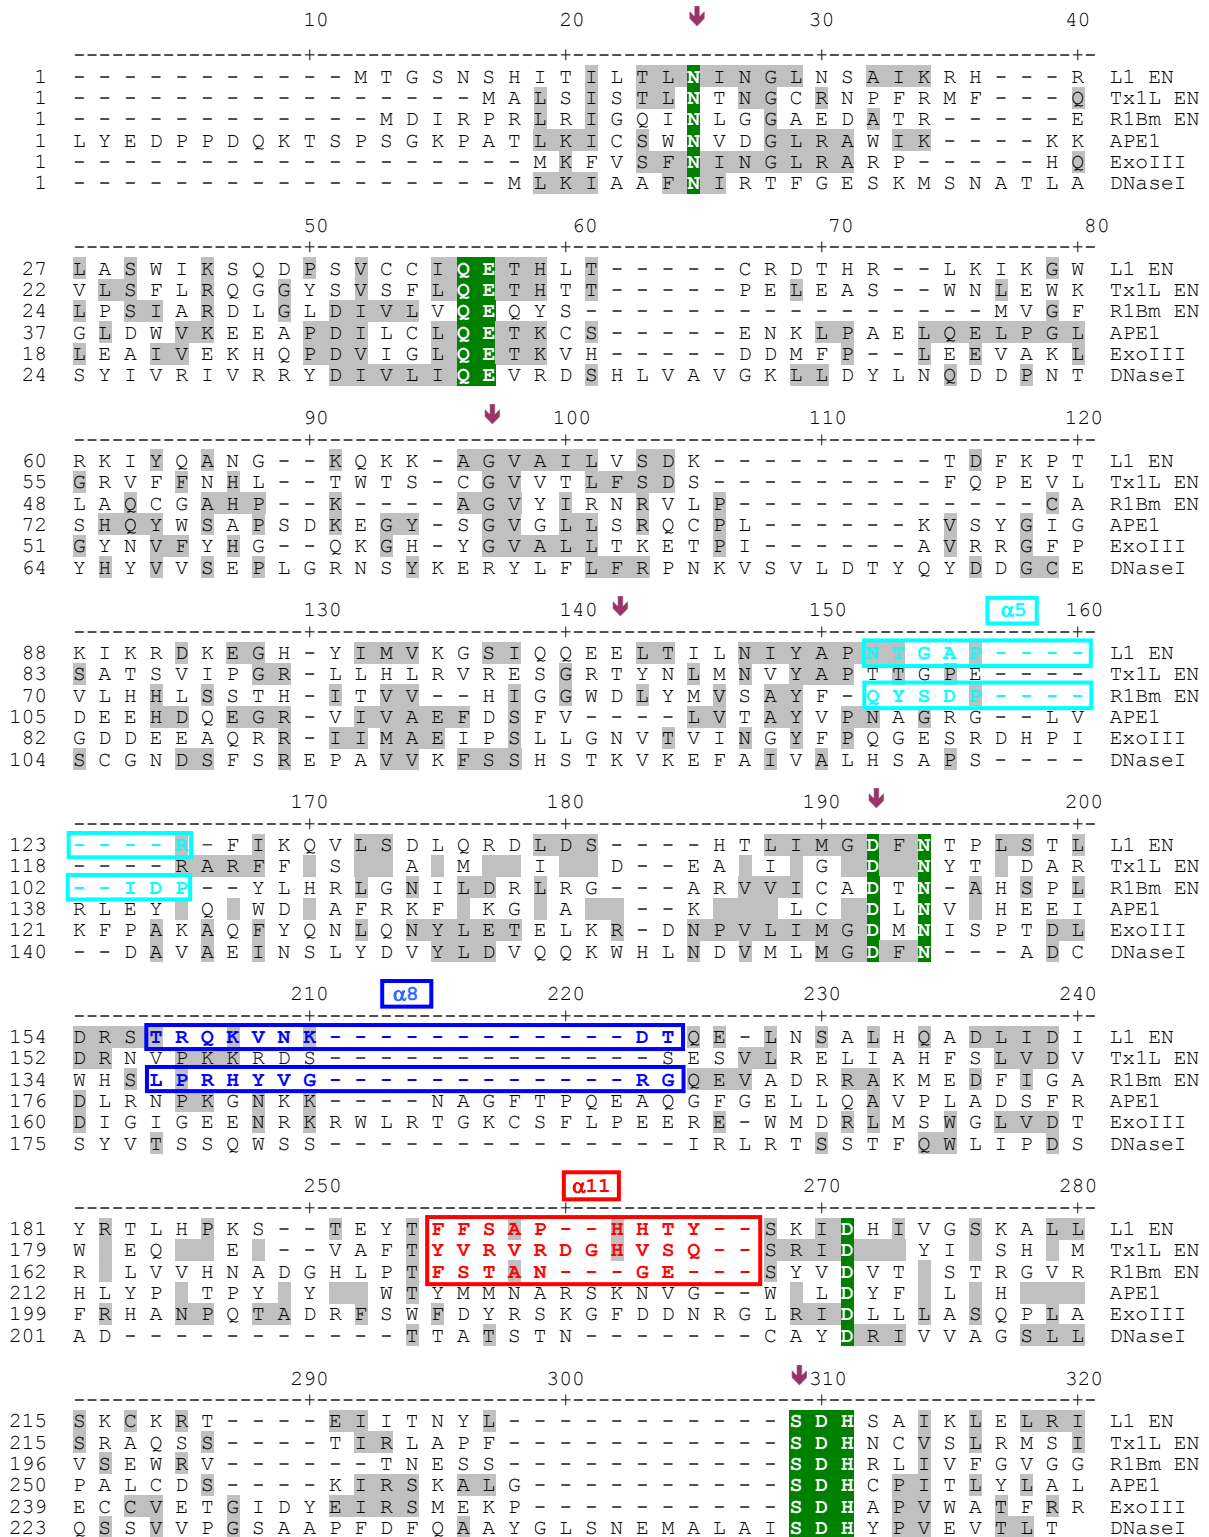 10 20 30 40
---------+---------+---------+---------+
1 - - - - - - - - - - - M T G S N S H I T I L T L N I N G L N S A I K R H - - - R L1 EN
1 - - - - - - - - - - - - - - - - M A L S I S T L N T N G C R N P F R M F - - - Q Tx1L EN
1 - - - - - - - - - - - - M D I R P R L R I G Q I N L G G A E D A T R - - - - - E R1Bm EN
1 L Y E D P P D Q K T S P S G K P A T L K I C S W N V D G L R A W I K - - - - K K APE1
1 - - - - - - - - - - - - - - - - - - M K F V S F N I N G L R A R P - - - - - H Q ExoIII
1 - - - - - - - - - - - - - - - - - M L K I A A F N I R T F G E S K M S N A T L A DNaseI
50 60 70 80
---------+---------+---------+---------+
27 L A S W I K S Q D P S V C C I Q E T H L T - - - - - C R D T H R - - L K I K G W L1 EN
22 V L S F L R Q G G Y S V S F L Q E T H T T - - - - - P E L E A S - - W N L E W K Tx1L EN
24 L P S I A R D L G L D I V L V Q E Q Y S - - - - - - - - - - - - - - - - M V G F R1Bm EN
37 G L D W V K E E A P D I L C L Q E T K C S - - - - - E N K L P A E L Q E L P G L APE1
18 L E A I V E K H Q P D V I G L Q E T K V H - - - - - D D M F P - - L E E V A K L ExoIII
24 S Y I V R I V R R Y D I V L I Q E V R D S H L V A V G K L L D Y L N Q D D P N T DNaseI
90 100 110 120
---------+---------+---------+---------+
60 R K I Y Q A N G - - K Q K K - A G V A I L V S D K - - - - - - - - - T D F K P T L1 EN
55 G R V F F N H L - - T W T S - C G V V T L F S D S - - - - - - - - - F Q P E V L Tx1L EN
48 L A Q C G A H P - - K - - - - A G V Y I R N R V L P - - - - - - - - - - - - C A R1Bm EN
72 S H Q Y W S A P S D K E G Y - S G V G L L S R Q C P L - - - - - K V S Y G I G APE1
51 G Y N V F Y H G - - Q K G H - Y G V A L L T K E T P I - - - - - - A V R R G F P ExoIII
64 Y H Y V V S E P L G R N S Y K E R Y L F L F R P N K V S V L D T Y Q Y D D G C E DNaseI
130 140 150 α5 160
---------+---------+---------+---------+
88 K I K R D K E G H - Y I M V K G S I Q Q E E L T I L N I Y A P N T G A P - - - - L1 EN
83 S A T S V I P G R - L L H L R V R E S G R T Y N L M N V Y A P T T G P E - - - - Tx1L EN
70 V L H H L S S T H - I T V V - - H I G G W D L Y M V S A Y F - Q Y S D P - - - - R1Bm EN
105 D E E H D Q E G R - V I V A E F D S F V - - - - L V T A Y V P N A G R G - - L V APE1
82 G D D E E A Q R R - I I M A E I P S L L G N V T V I N G Y F P Q G E S R D H P I ExoIII
104 S C G N D S F S R E P A V V K F S S H S T K V K E F A I V A L H S A P S - - - - DNaseI
170 180 190 200
---------+---------+---------+---------+
123 - - - - R - F I K Q V L S D L Q R D L D S - - - - H T L I M G D F N T P L S T L L1 EN
118 - - - - R A R F F S A M I - - D - - E A I G D N Y T D A R Tx1L EN
102 - - I D P - - Y L H R L G N I L D R L R G - - - A R V V I C A D T N - A H S P L R1Bm EN
138 R L E Y Q W D A F R K F K G A - - K L C D L N V H E E I APE1
121 K F P A K A Q F Y Q N L Q N Y L E T E L K R - D N P V L I M G D M N I S P T D L ExoIII
140 - - D A V A E I N S L Y D V Y L D V Q Q K W H L N D V M L M G D F N - - - A D C DNaseI
210 α8 220 230 240
---------+---------+---------+---------+
154 D R S T R Q K V N K - - - - - - - - - - - - D T Q E - L N S A L H Q A D L I D I L1 EN
152 D R N V P K K R D S - - - - - - - - - - - - - S E S V L R E L I A H F S L V D V Tx1L EN
134 W H S L P R H Y V G - - - - - - - - - - - - R G Q E V A D R R A K M E D F I G A R1Bm EN
176 D L R N P K G N K K - - - - N A G F T P Q E A Q G F G E L L Q A V P L A D S F R APE1
160 D I G I G E E N R K R W L R T G K C S F L P E E R E - W M D R L M S W G L V D T ExoIII
175 S Y V T S S Q W S S - - - - - - - - - - - - - - I R L R T S S T F Q W L I P D S DNaseI
250 α11 270 280
---------+---------+---------+---------+
181 Y R T L H P K S - - T E Y T F F S A P - - H H T Y - - S K I D H I V G S K A L L L1 EN
179 W E Q E - - V A F T Y V R V R D G H V S Q - - S R I D Y I S H M Tx1L EN
162 R L V V H N A D G H L P T F S T A N - - - G E - - - S Y V D V T S T R G V R R1Bm EN
212 H L Y P T P Y Y W T Y M M N A R S K N V G - - W L D Y F L H APE1
199 F R H A N P Q T A D R F S W F D Y R S K G F D D N R G L R I D L L L A S Q P L A ExoIII
201 A D - - - - - - - - - - - T T A T S T N - - - - - - - C A Y D R I V V A G S L L DNaseI
290 300 310 320
---------+---------+---------+---------+
215 S K C K R T - - - - E I I T N Y L - - - - - - - - - - - S D H S A I K L E L R I L1 EN
215 S R A Q S S - - - - T I R L A P F - - - - - - - - - - - S D H N C V S L R M S I Tx1L EN
196 V S E W R V - - - - - - T N E S S - - - - - - - - - - - S D H R L I V F G V G G R1Bm EN
250 P A L C D S - - - - K I R S K A L G - - - - - - - - - - S D H C P I T L Y L A L APE1
239 E C C V E T G I D Y E I R S M E K P - - - - - - - - - - S D H A P V W A T F R R ExoIII
223 Q S S V V P G S A A P F D F Q A A Y G L S N E M A L A I S D H Y P V E V T L T DNaseI